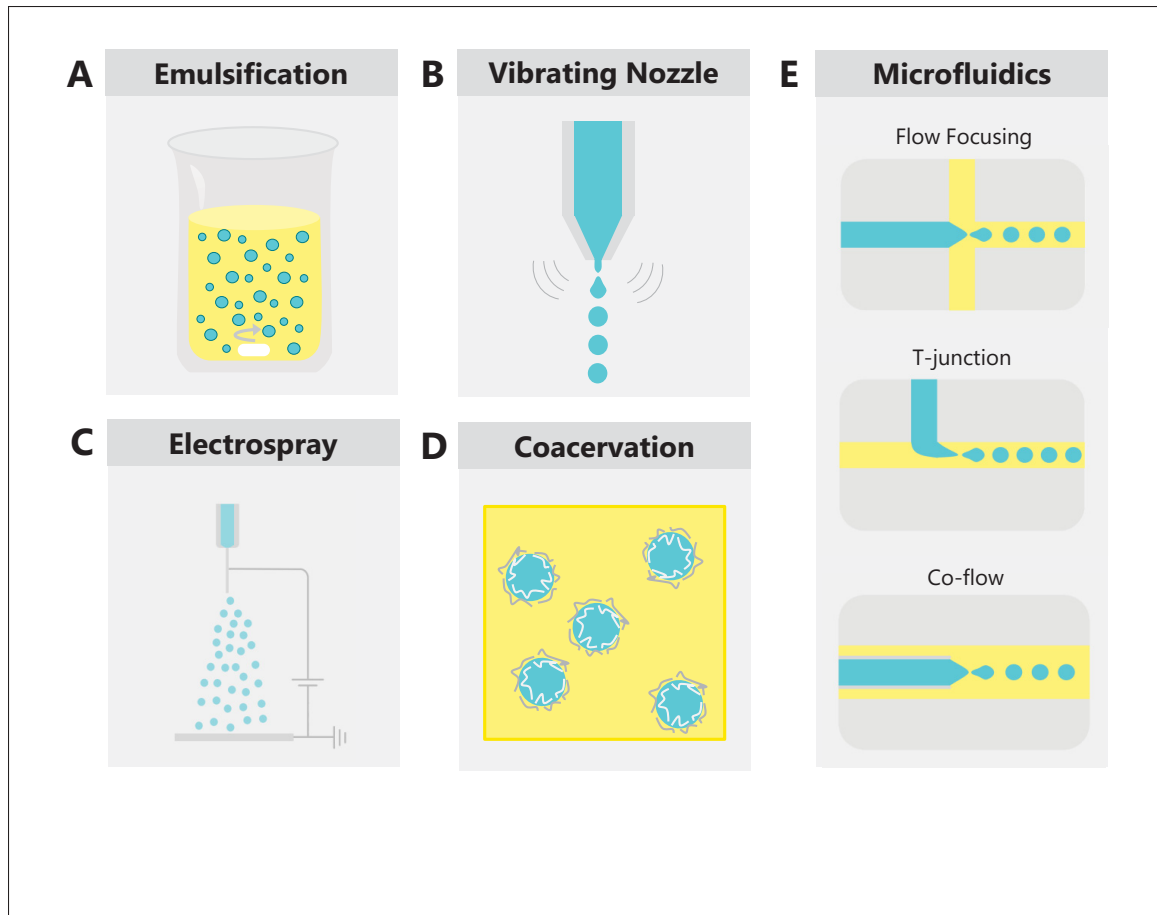 A
Emulsification
B
Vibrating Nozzle
E
Microfluidics
Flow Focusing
T-junction
Co-flow
C
Electrospray
D
Coacervation